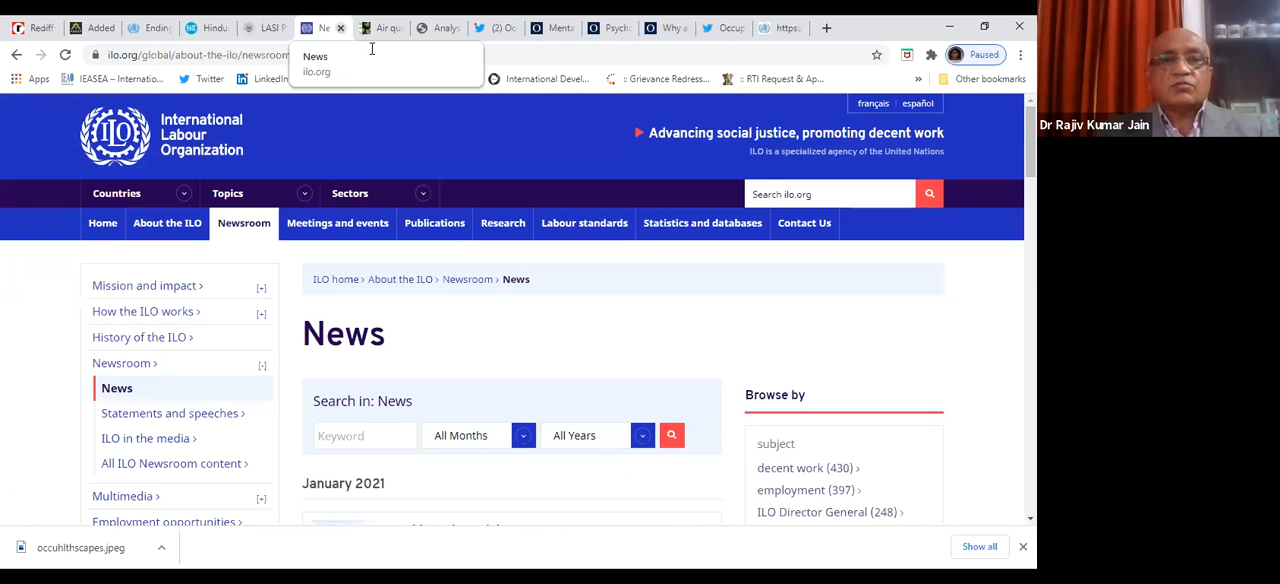 Rediff
Added
Ending
Hindu
LASI P
Ne
Air qu
Analys
(2) Oc
Menta
Psych
Why a
Occup
https:
ilo.org/global/about-the-ilo/newsroo
Paused
News
ilo.org
Apps
IEASEA – Internatio...
Twitter
LinkedIn
International Devel...
:: Grievance Redress...
:: RTI Request & Ap...
»
Other bookmarks
français
español
International
Labour
Organization
ILO
Advancing social justice, promoting decent work
ILO is a specialized agency of the United Nations
Dr Rajiv Kumar Jain
Countries
Topics
Sectors
Search ilo.org
Home
About the ILO
Newsroom
Meetings and events
Publications
Research
Labour standards
Statistics and databases
Contact Us
Mission and impact › [+]
How the ILO works › [+]
History of the ILO ›
Newsroom › [-]
News
Statements and speeches ›
ILO in the media ›
All ILO Newsroom content ›
Multimedia › [+]
Employment opportunities ›
ILO home › About the ILO › Newsroom › News
News
Search in: News
Keyword
All Months
All Years
January 2021
Browse by
subject
decent work (430) ›
employment (397) ›
ILO Director General (248) ›
occuhlthscapes.jpeg
Show all